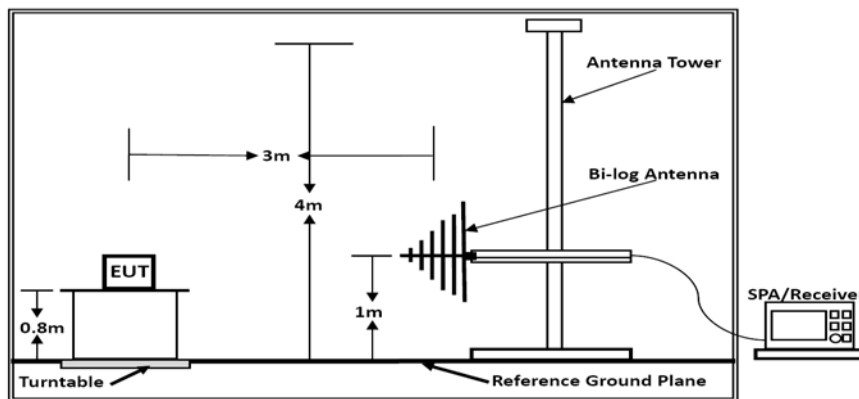 Antenna Tower
3m
Bi-log Antenna
4m
EUT
SPA/Receiver
0.8m
1m
Turntable
Reference Ground Plane